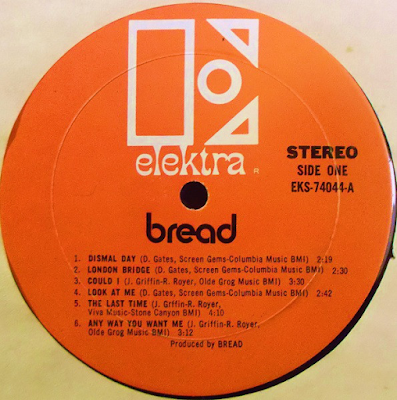 elektra R
STEREO
SIDE ONE
EKS-74044-A
bread
1. DISMAL DAY (D. Gates, Screen Gems-Columbia Music BMI) 2:19
2. LONDON BRIDGE (D. Gates, Screen Gems-Columbia Music BMI) 2:30
3. COULD I (J. Griffin-R. Royer, Olde Grog Music BMI) 3:30
4. LOOK AT ME (D. Gates, Screen Gems-Columbia Music BMI) 2:42
5. THE LAST TIME (J. Griffin-R. Royer,
Viva Music-Stone Canyon BMI) 4:10
6. ANY WAY YOU WANT ME (J. Griffin-R. Royer,
Olde Grog Music BMI) 3:12
Produced by BREAD